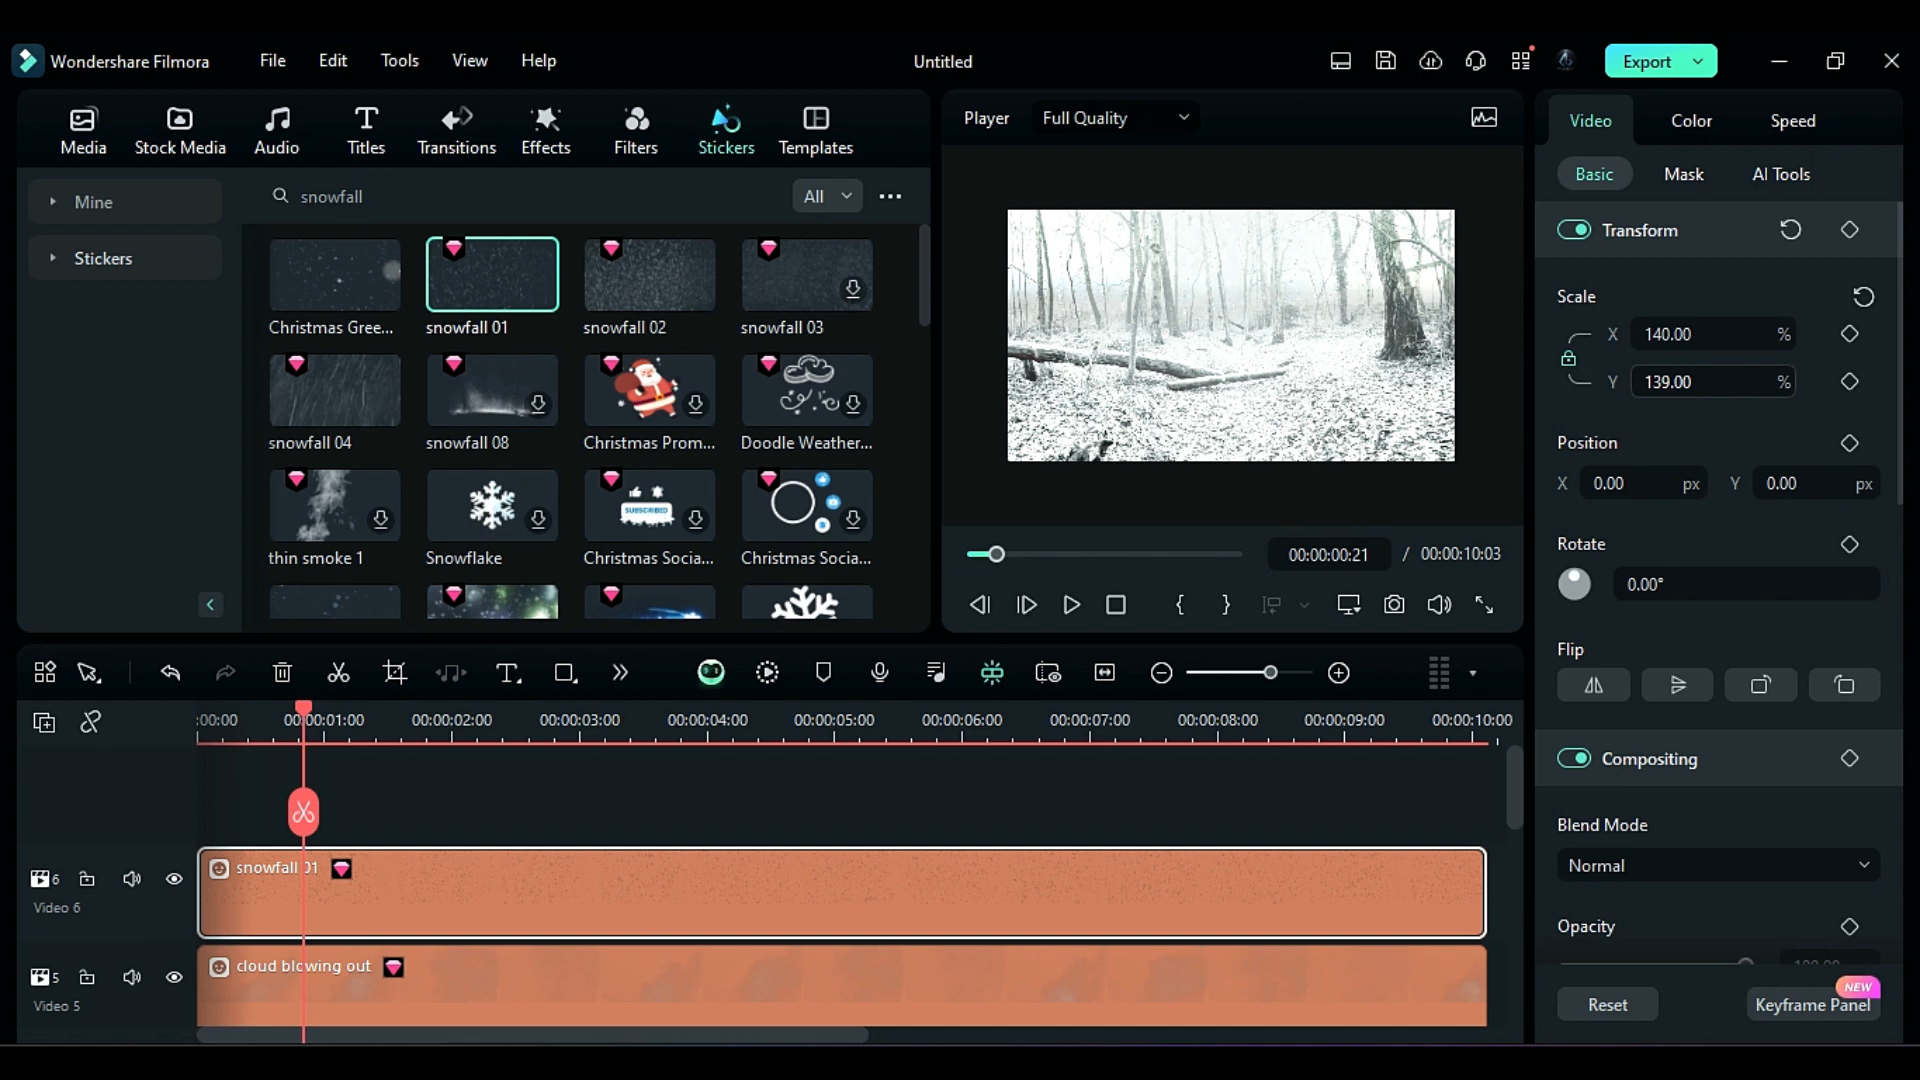 Wondershare Filmora File Edit Tools View Help Untitled Export
Media Stock Media Audio Titles Transitions Effects Filters Stickers Templates
Mine
Stickers
snowfall All
Christmas Gree... snowfall 01 snowfall 02 snowfall 03
snowfall 04 snowfall 08 Christmas Prom... Doodle Weather...
SUBSCRIBED
thin smoke 1 Snowflake Christmas Socia... Christmas Socia...
Player Full Quality
00:00:00:21 / 00:00:10:03
{ }
Video Color Speed
Basic Mask AI Tools
Transform
Scale
X 140.00 %
Y 139.00 %
Position
X 0.00 px Y 0.00 px
Rotate
0.00°
Flip
Compositing
Blend Mode
Normal
Opacity
100.00
NEW
Reset Keyframe Panel
:00:00 00:00:01:00 00:00:02:00 00:00:03:00 00:00:04:00 00:00:05:00 00:00:06:00 00:00:07:00 00:00:08:00 00:00:09:00 00:00:10:00
6 snowfall 01
Video 6
5 cloud blowing out
Video 5